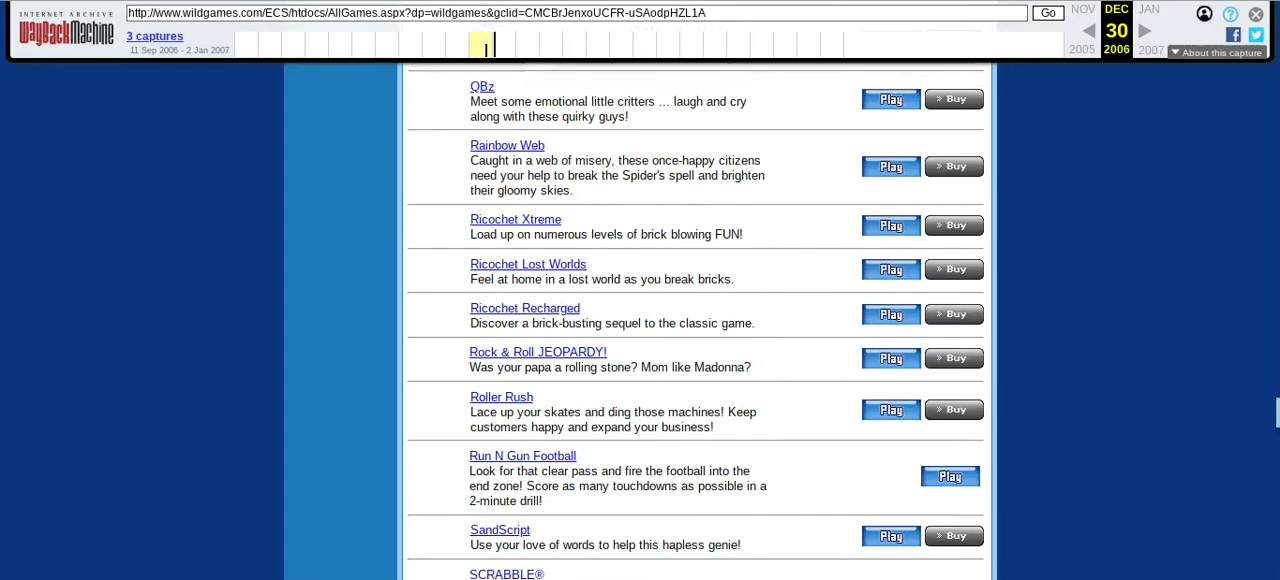 INTERNET ARCHIVE
WayBackMachine
http://www.wildgames.com/ECS/htdocs/AllGames.aspx?dp=wildgames&gclid=CMCBrJenxoUCFR-uSAodpHZL1A
Go
NOV DEC JAN
3 captures
30
11 Sep 2006 - 2 Jan 2007
2005 2006 2007
About this capture
QBz
Meet some emotional little critters ... laugh and cry
along with these quirky guys!
Play » Buy
Rainbow Web
Caught in a web of misery, these once-happy citizens
need your help to break the Spider's spell and brighten
their gloomy skies.
Play » Buy
Ricochet Xtreme
Load up on numerous levels of brick blowing FUN!
Play » Buy
Ricochet Lost Worlds
Feel at home in a lost world as you break bricks.
Play » Buy
Ricochet Recharged
Discover a brick-busting sequel to the classic game.
Play » Buy
Rock & Roll JEOPARDY!
Was your papa a rolling stone? Mom like Madonna?
Play » Buy
Roller Rush
Lace up your skates and ding those machines! Keep
customers happy and expand your business!
Play » Buy
Run N Gun Football
Look for that clear pass and fire the football into the
end zone! Score as many touchdowns as possible in a
2-minute drill!
Play
SandScript
Use your love of words to help this hapless genie!
Play » Buy
SCRABBLE®